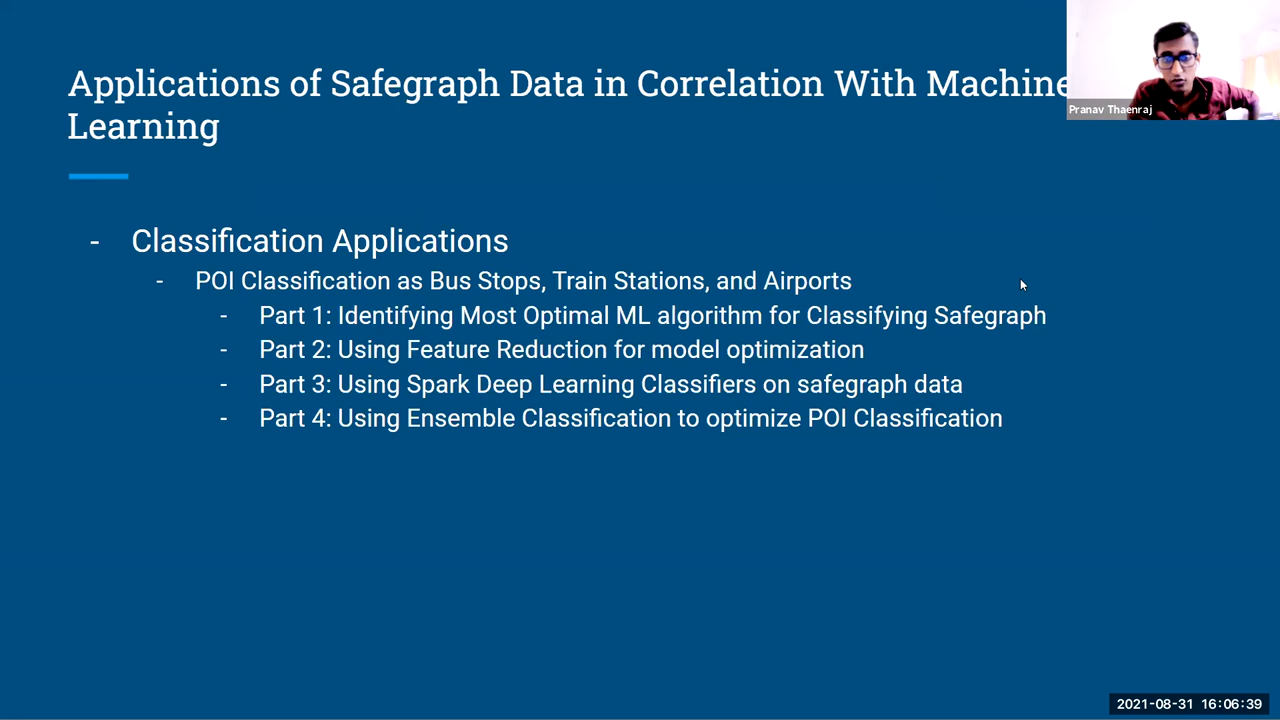 Applications of Safegraph Data in Correlation With Machine
Learning
Pranav Thaenraj
- Classification Applications
- POI Classification as Bus Stops, Train Stations, and Airports
- Part 1: Identifying Most Optimal ML algorithm for Classifying Safegraph
- Part 2: Using Feature Reduction for model optimization
- Part 3: Using Spark Deep Learning Classifiers on safegraph data
- Part 4: Using Ensemble Classification to optimize POI Classification
2021-08-31 16:06:39